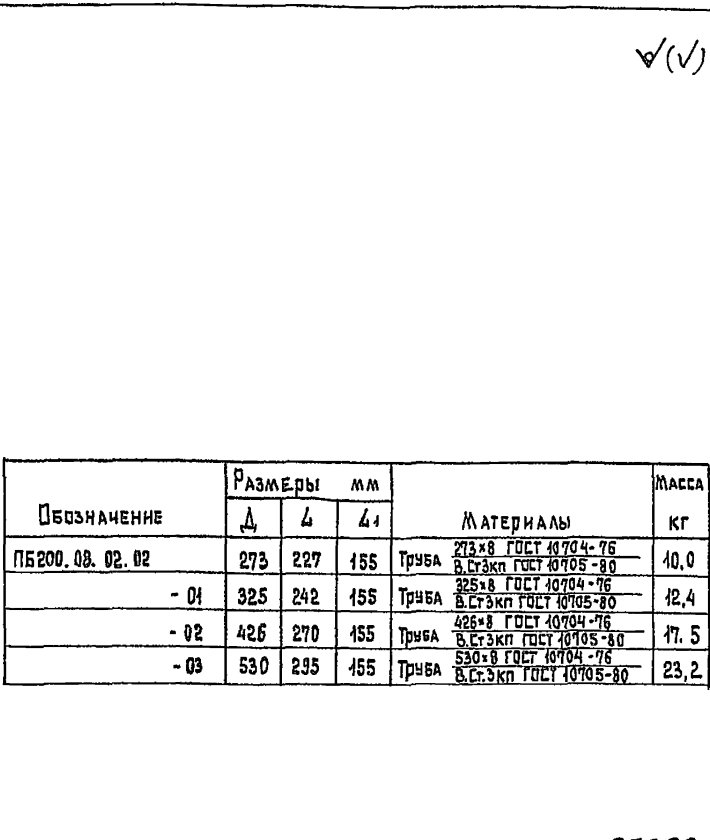 (√)
Размеры мм
Масса
Обозначение Д L L1 Материалы кг
ПБ200.08.02.02 273 227 155 Труба 273×8 ГОСТ 10704-76 10,0
В.Ст3кп ГОСТ 10705-80
-01 325 242 155 Труба 325×8 ГОСТ 10704-76 12,4
В.Ст3кп ГОСТ 10705-80
-02 426 270 155 Труба 426×8 ГОСТ 10704-76 17.5
В.Ст3кп ГОСТ 10705-80
-03 530 295 155 Труба 530×8 ГОСТ 10704-76 23,2
В.Ст.3кп ГОСТ 10705-80